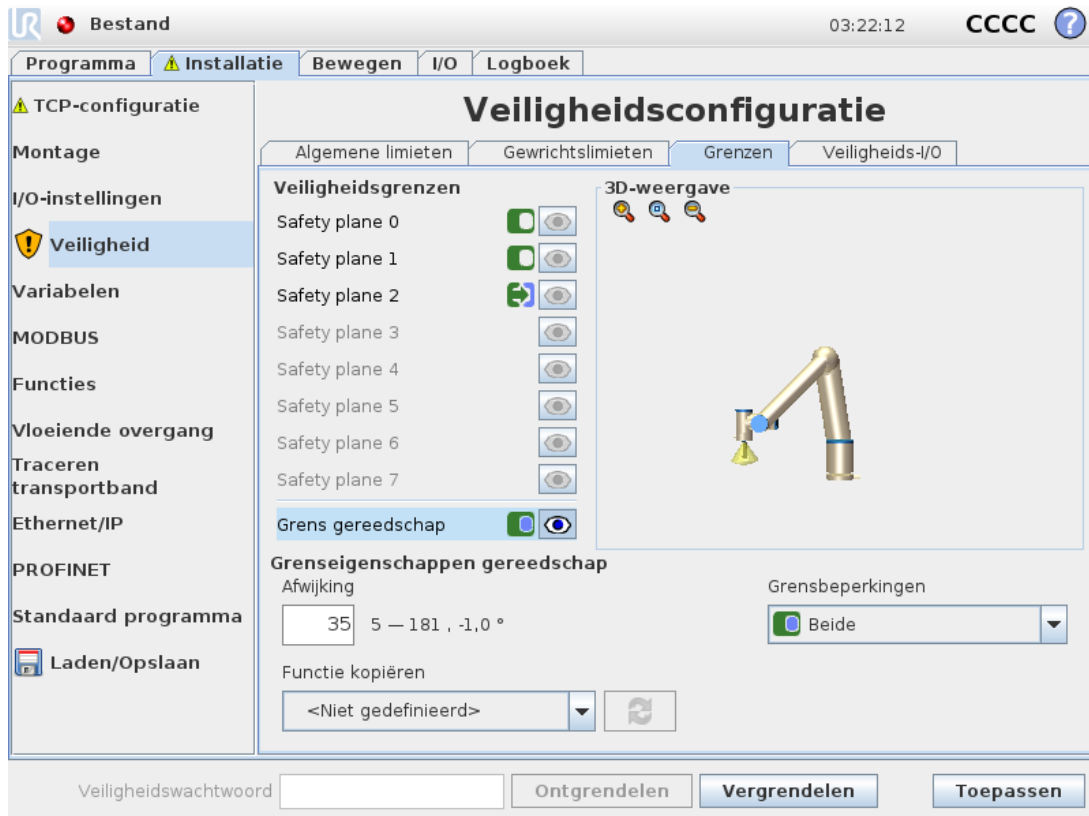 UR Bestand 03:22:12 CCCC ?
Programma Installatie Bewegen I/O Logboek
TCP-configuratie
Montage
I/O-instellingen
Veiligheid
Variabelen
MODBUS
Functies
Vloeiende overgang
Traceren
transportband
Ethernet/IP
PROFINET
Standaard programma
Laden/Opslaan
Veiligheidsconfiguratie
Algemene limieten Gewrichtslimieten Grenzen Veiligheids-I/O
Veiligheidsgrenzen
Safety plane 0
Safety plane 1
Safety plane 2
Safety plane 3
Safety plane 4
Safety plane 5
Safety plane 6
Safety plane 7
Grens gereedschap
3D-weergave
Grenseigenschappen gereedschap
Afwijking
35 5 — 181 , -1,0 °
Grensbeperkingen
Beide
Functie kopiëren
<Niet gedefinieerd>
Veiligheidswachtwoord Ontgrendelen Vergrendelen Toepassen